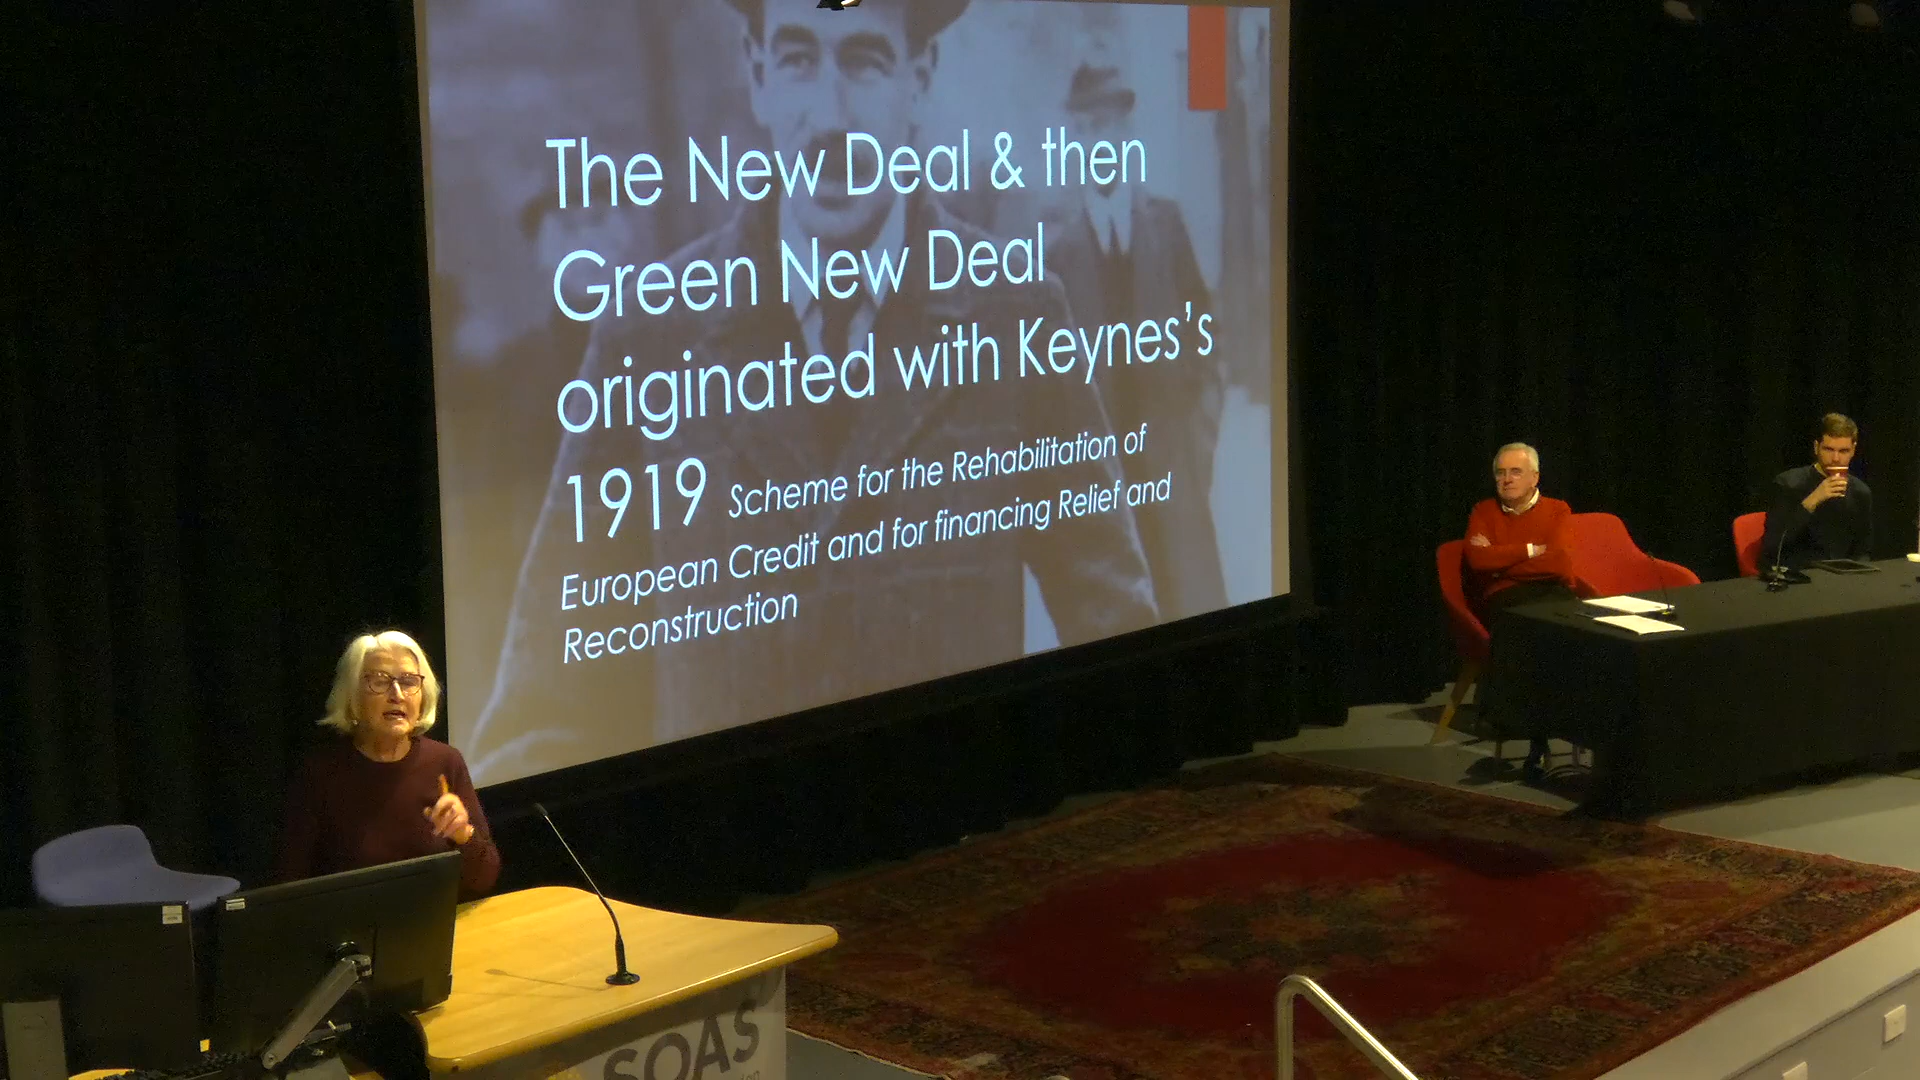 The New Deal & then
Green New Deal
originated with Keynes’s
1919 Scheme for the Rehabilitation of
European Credit and for financing Relief and
Reconstruction
SOAS